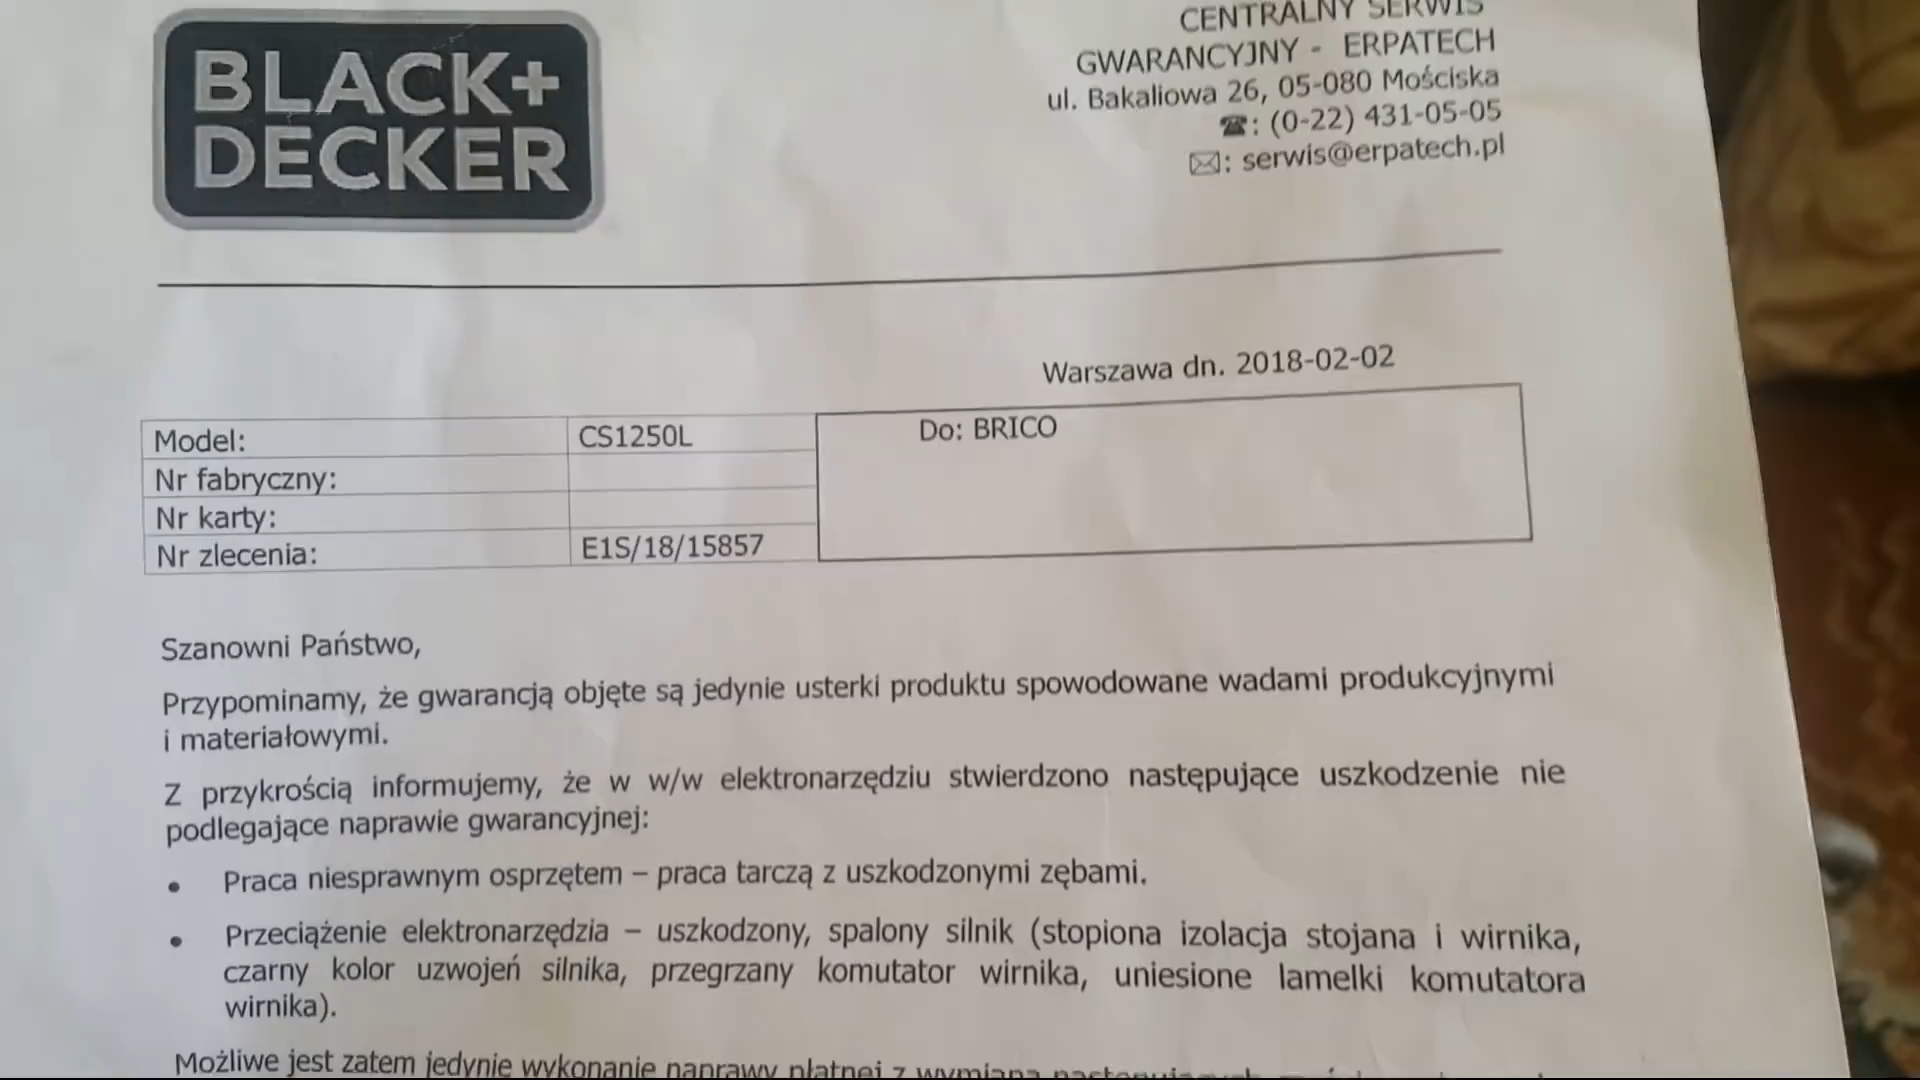 BLACK+
DECKER
CENTRALNY SERWIS
GWARANCYJNY - ERPATECH
ul. Bakaliowa 26, 05-080 Mościska
☎: (0-22) 431-05-05
✉: serwis@erpatech.pl
Warszawa dn. 2018-02-02
Model: CS1250L
Do: BRICO
Nr fabryczny:
Nr karty:
Nr zlecenia: E1S/18/15857
Szanowni Państwo,
Przypominamy, że gwarancją objęte są jedynie usterki produktu spowodowane wadami produkcyjnymi
i materiałowymi.
Z przykrością informujemy, że w w/w elektronarzędziu stwierdzono następujące uszkodzenie nie
podlegające naprawie gwarancyjnej:
• Praca niesprawnym osprzętem – praca tarczą z uszkodzonymi zębami.
• Przeciążenie elektronarzędzia – uszkodzony, spalony silnik (stopiona izolacja stojana i wirnika,
czarny kolor uzwojeń silnika, przegrzany komutator wirnika, uniesione lamelki komutatora
wirnika).
Możliwe jest zatem jedynie wykonanie naprawy płatnej z wymianą następujących